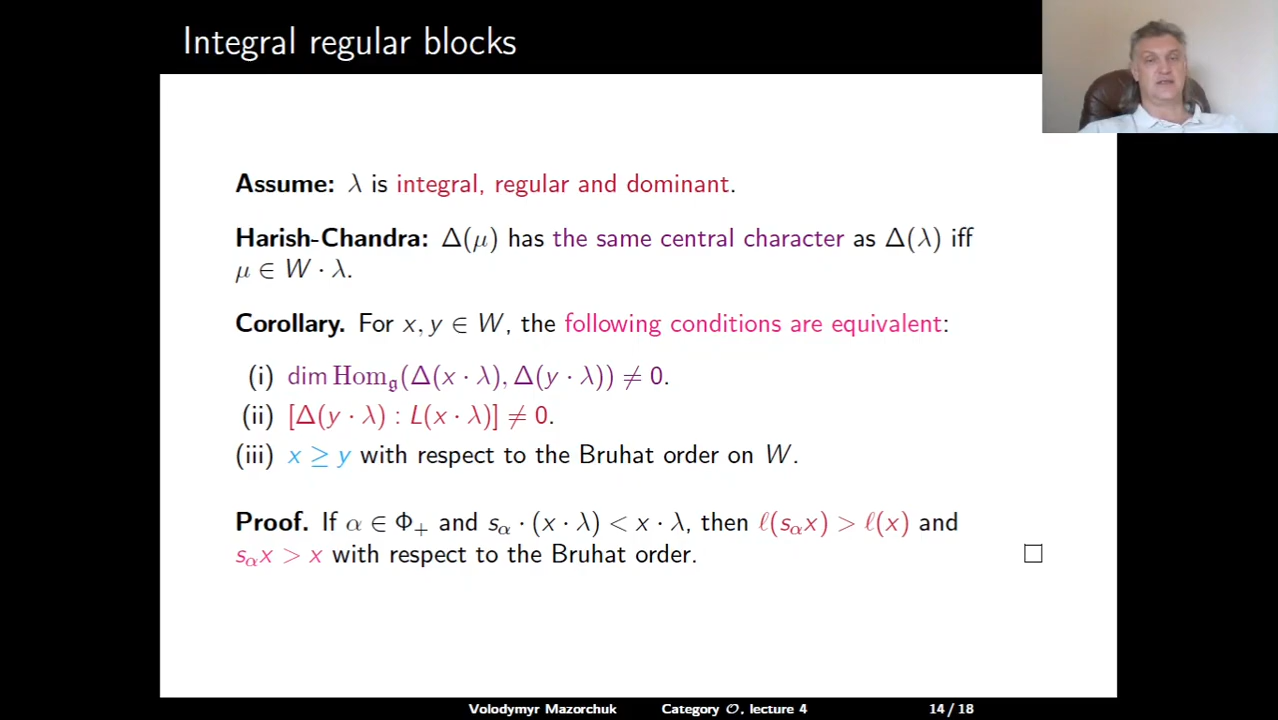 Integral regular blocks
Assume: λ is integral, regular and dominant.
Harish-Chandra: Δ(μ) has the same central character as Δ(λ) iff
μ ∈ W · λ.
Corollary. For x, y ∈ W, the following conditions are equivalent:
(i) dim Hom𝔤(Δ(x · λ), Δ(y · λ)) ≠ 0.
(ii) [Δ(y · λ) : L(x · λ)] ≠ 0.
(iii) x ≥ y with respect to the Bruhat order on W.
Proof. If α ∈ Φ₊ and sα · (x · λ) < x · λ, then ℓ(sαx) > ℓ(x) and
sαx > x with respect to the Bruhat order. □
Volodymyr Mazorchuk Category 𝒪, lecture 4 14 / 18